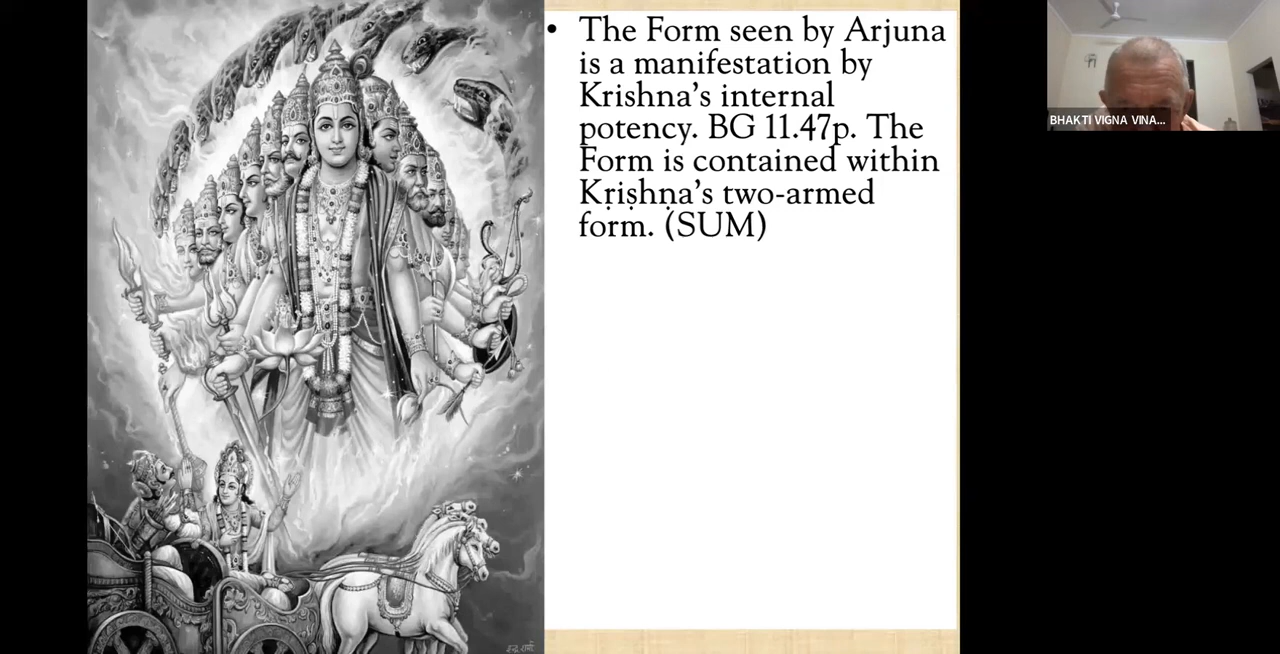 • The Form seen by Arjuna
is a manifestation by
Krishna's internal
potency. BG 11.47p. The
Form is contained within
Kṛiṣhṇa's two-armed
form. (SUM)
BHAKTI VIGNA VINA...